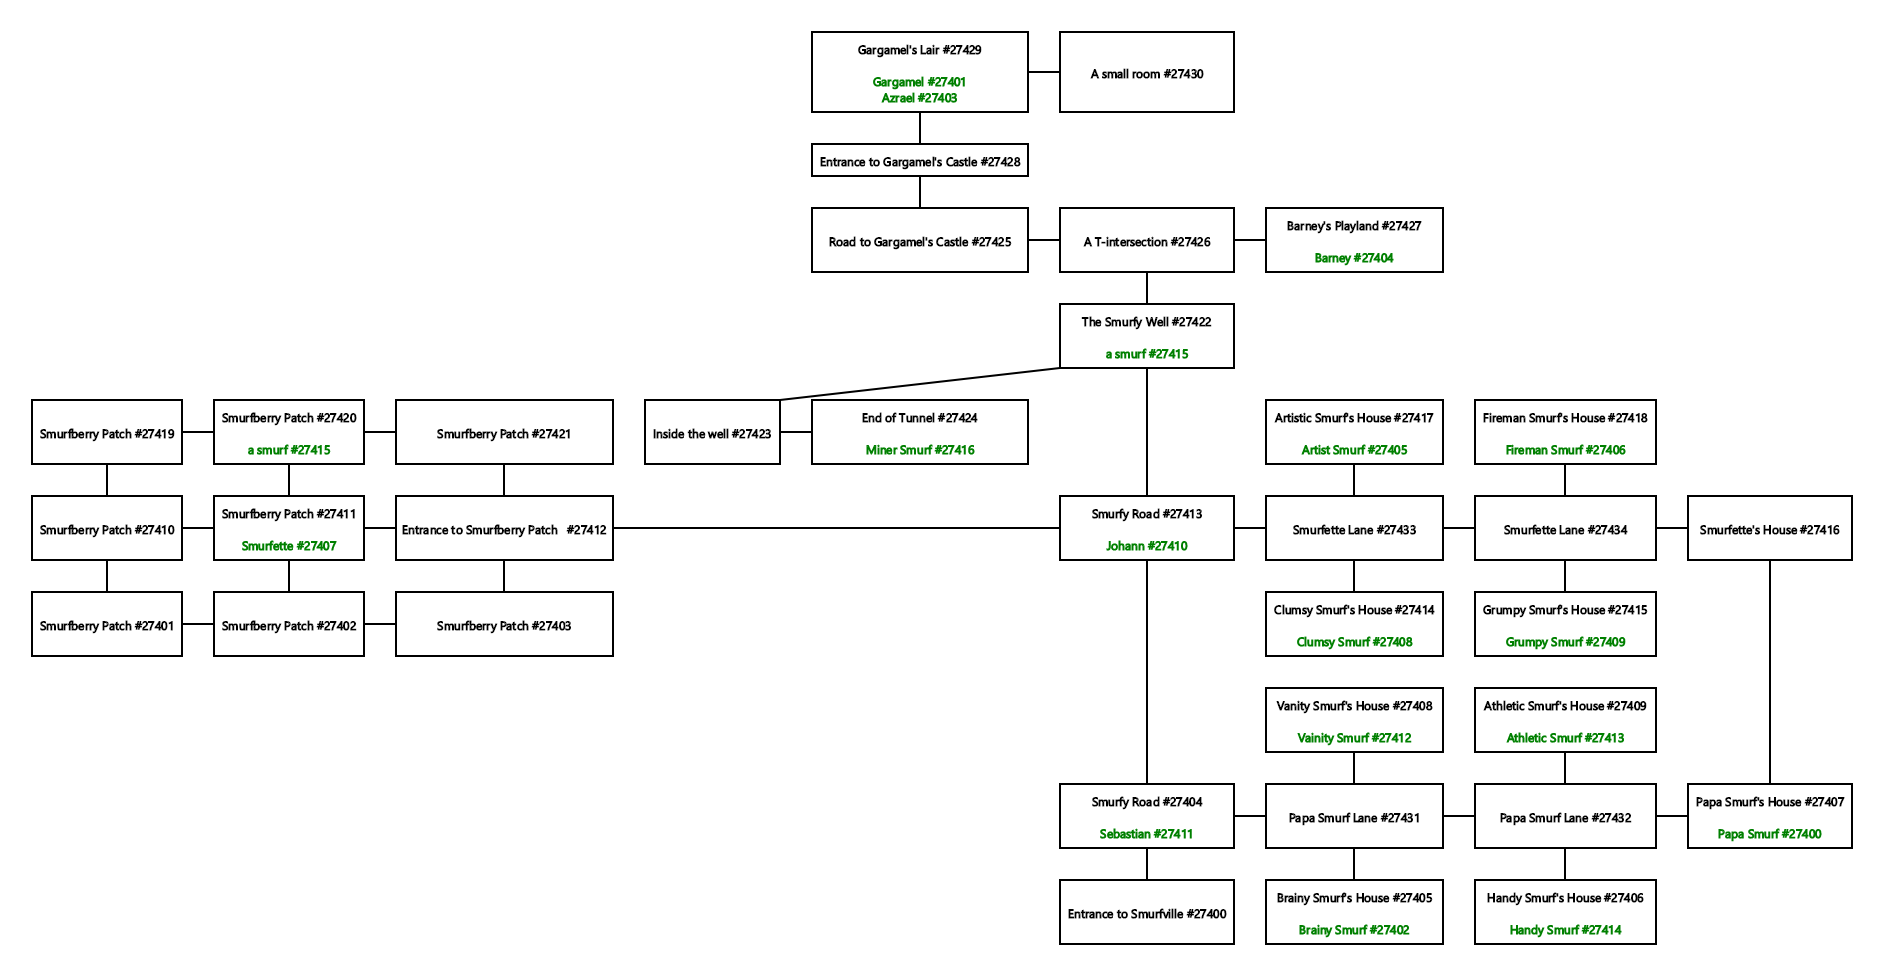 Gargamel's Lair #27429
Gargamel #27401
Azrael #27403
A small room #27430
Entrance to Gargamel's Castle #27428
Road to Gargamel's Castle #27425
A T-intersection #27426
Barney's Playland #27427
Barney #27404
The Smurfy Well #27422
a smurf #27415
Smurfberry Patch #27419
Smurfberry Patch #27420
a smurf #27415
Smurfberry Patch #27421
Inside the well #27423
End of Tunnel #27424
Miner Smurf #27416
Artistic Smurf's House #27417
Artist Smurf #27405
Fireman Smurf's House #27418
Fireman Smurf #27406
Smurfberry Patch #27410
Smurfberry Patch #27411
Smurfette #27407
Entrance to Smurfberry Patch #27412
Smurfy Road #27413
Johann #27410
Smurfette Lane #27433
Smurfette Lane #27434
Smurfette's House #27416
Smurfberry Patch #27401
Smurfberry Patch #27402
Smurfberry Patch #27403
Clumsy Smurf's House #27414
Clumsy Smurf #27408
Grumpy Smurf's House #27415
Grumpy Smurf #27409
Vanity Smurf's House #27408
Vainity Smurf #27412
Athletic Smurf's House #27409
Athletic Smurf #27413
Smurfy Road #27404
Sebastian #27411
Papa Smurf Lane #27431
Papa Smurf Lane #27432
Papa Smurf's House #27407
Papa Smurf #27400
Entrance to Smurfville #27400
Brainy Smurf's House #27405
Brainy Smurf #27402
Handy Smurf's House #27406
Handy Smurf #27414